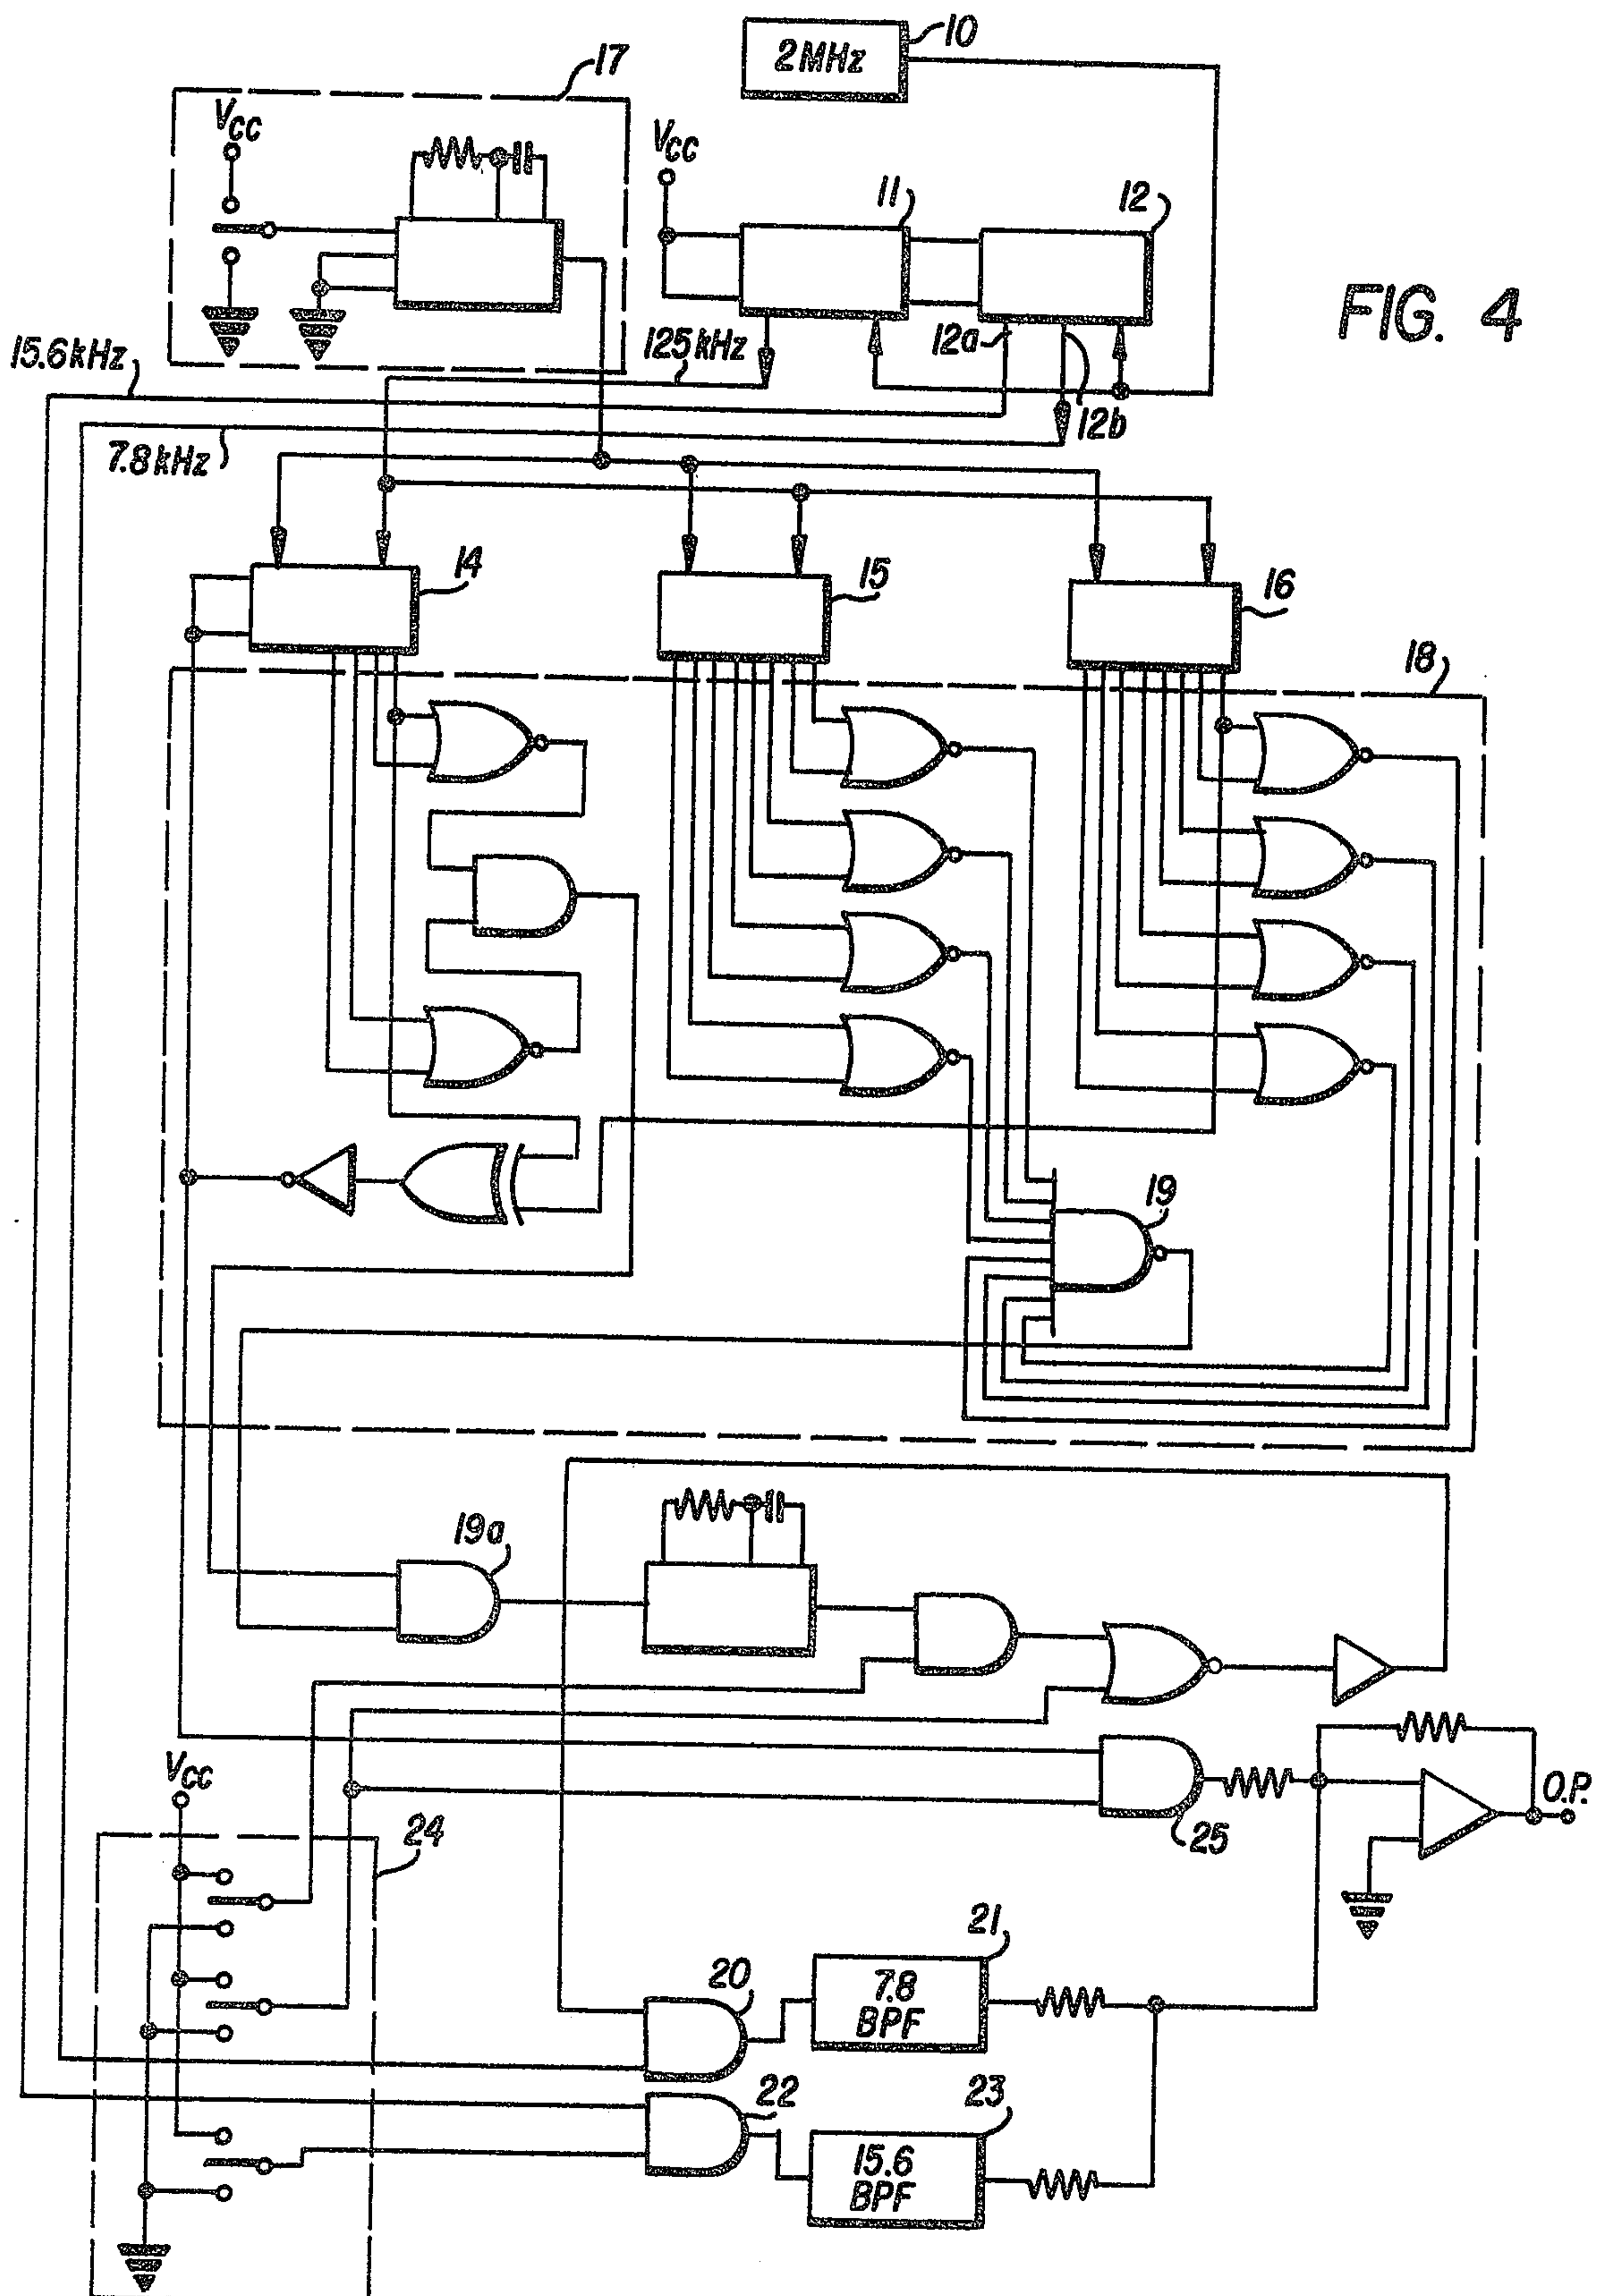 10
2MHz
17
VCC
VCC
11
12
FIG. 4
15.6kHz
125kHz
12a
12b
7.8kHz
14
15
16
18
19
19a
VCC
24
25
O.P.
20
21
7.8
BPF
22
23
15.6
BPF